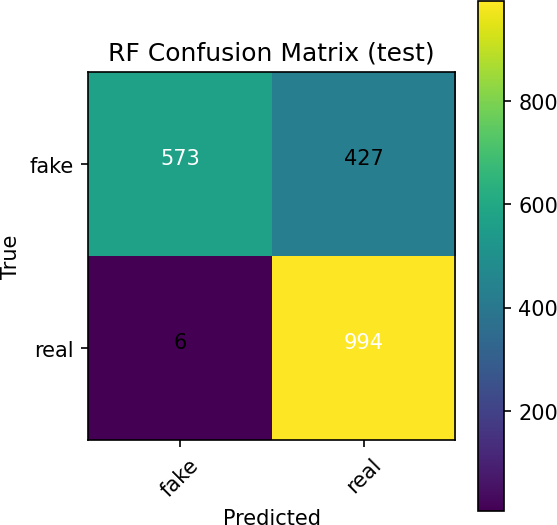 RF Confusion Matrix (test)
True
fake
573
427
real
6
994
fake
real
Predicted
800
600
400
200